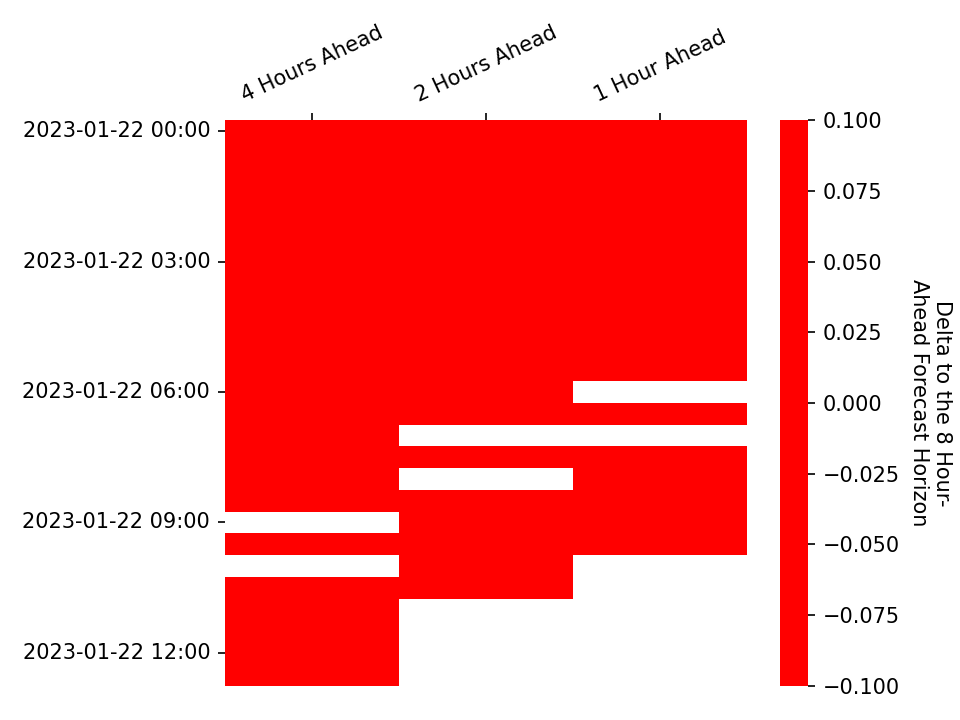 4 Hours Ahead
2 Hours Ahead
1 Hour Ahead
2023-01-22 00:00
2023-01-22 03:00
2023-01-22 06:00
2023-01-22 09:00
2023-01-22 12:00
0.100
0.075
0.050
0.025
0.000
−0.025
−0.050
−0.075
−0.100
Delta to the 8 Hour-
Ahead Forecast Horizon